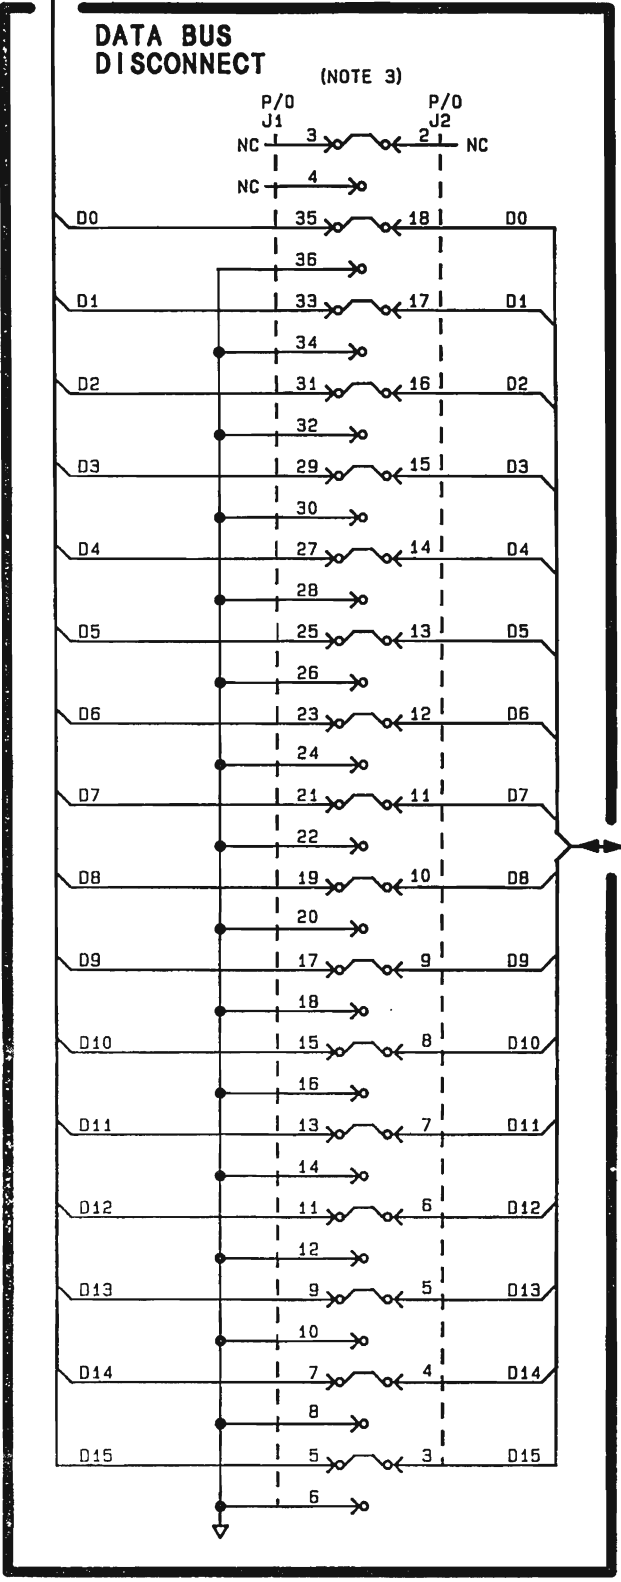 DATA BUS
DISCONNECT
(NOTE 3)
P/O P/O
J1 J2
NC 3 2 NC
NC 4
D0 35 18 D0
36
D1 33 17 D1
34
D2 31 16 D2
32
D3 29 15 D3
30
D4 27 14 D4
28
D5 25 13 D5
26
D6 23 12 D6
24
D7 21 11 D7
22
D8 19 10 D8
20
D9 17 9 D9
18
D10 15 8 D10
16
D11 13 7 D11
14
D12 11 6 D12
12
D13 9 5 D13
10
D14 7 4 D14
8
D15 5 3 D15
6